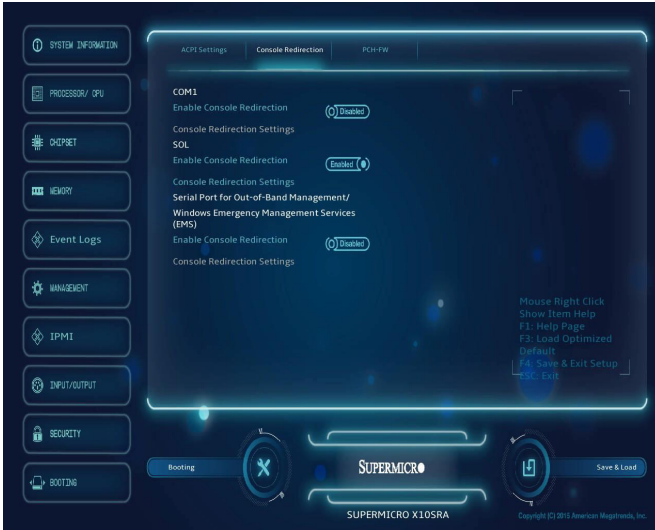 SYSTEM INFORMATION
PROCESSOR/ CPU
CHIPSET
MEMORY
Event Logs
MANAGEMENT
IPMI
INPUT/OUTPUT
SECURITY
BOOTING
ACPI Settings
Console Redirection
PCH-FW
COM1
Enable Console Redirection
Disabled
Console Redirection Settings
SOL
Enable Console Redirection
Enabled
Console Redirection Settings
Serial Port for Out-of-Band Management/
Windows Emergency Management Services
(EMS)
Enable Console Redirection
Disabled
Console Redirection Settings
Mouse Right Click
Show Item Help
F1: Help Page
F3: Load Optimized
Default
F4: Save & Exit Setup
ESC: Exit
Booting
SUPERMICRO
Save & Load
SUPERMICRO X10SRA
Copyright (C) 2015 American Megatrends, Inc.